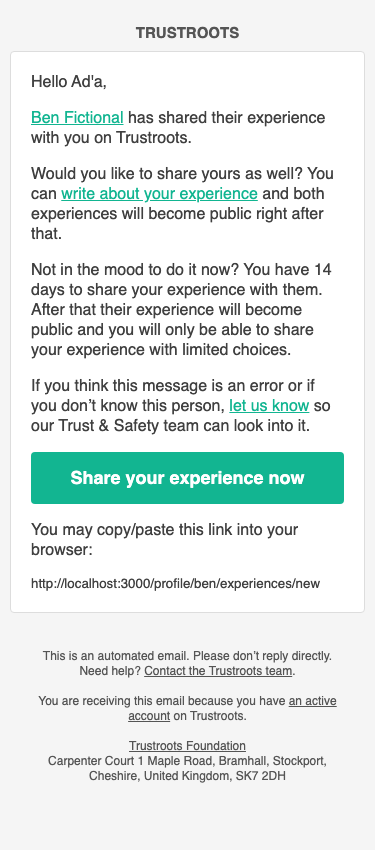 TRUSTROOTS
Hello Ad'a,
Ben Fictional has shared their experience
with you on Trustroots.
Would you like to share yours as well? You
can write about your experience and both
experiences will become public right after
that.
Not in the mood to do it now? You have 14
days to share your experience with them.
After that their experience will become
public and you will only be able to share
your experience with limited choices.
If you think this message is an error or if
you don’t know this person, let us know so
our Trust & Safety team can look into it.
Share your experience now
You may copy/paste this link into your
browser:
http://localhost:3000/profile/ben/experiences/new
This is an automated email. Please don’t reply directly.
Need help? Contact the Trustroots team.
You are receiving this email because you have an active
account on Trustroots.
Trustroots Foundation
Carpenter Court 1 Maple Road, Bramhall, Stockport,
Cheshire, United Kingdom, SK7 2DH